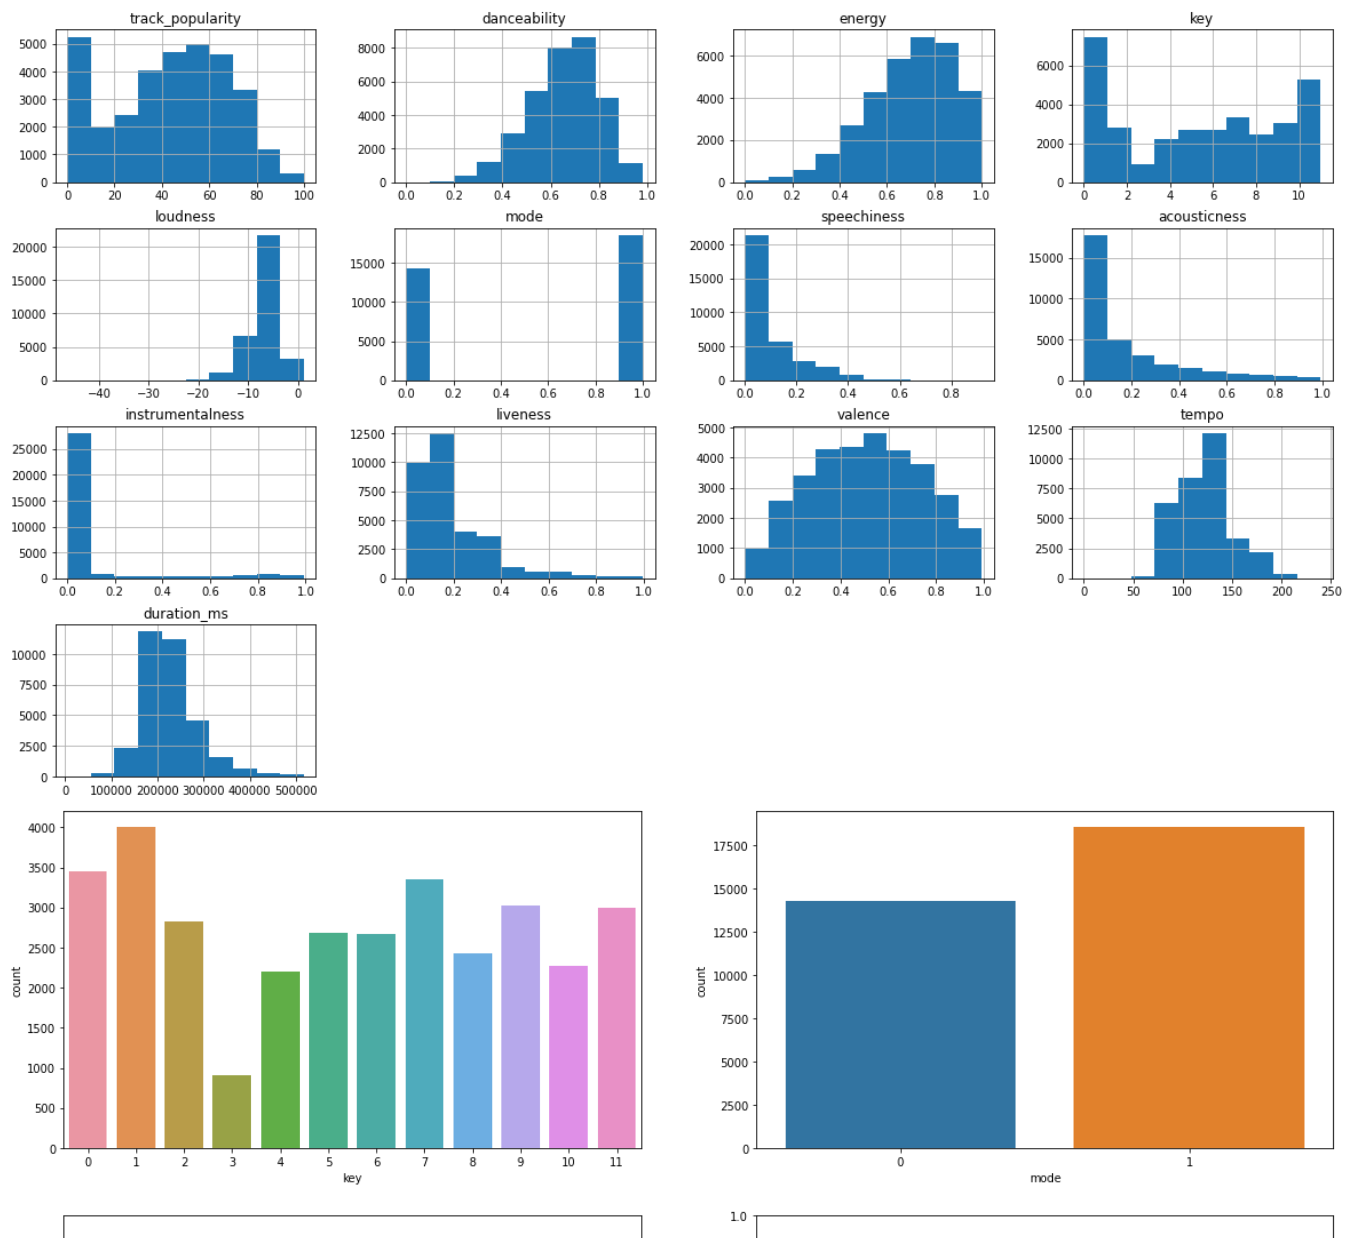 track_popularity
5000
4000
3000
2000
1000
0
0 20 40 60 80 100
danceability
8000
6000
4000
2000
0
0.0 0.2 0.4 0.6 0.8 1.0
energy
6000
4000
2000
0
0.0 0.2 0.4 0.6 0.8 1.0
key
6000
4000
2000
0
0 2 4 6 8 10
loudness
20000
15000
10000
5000
0
−40 −30 −20 −10 0
mode
15000
10000
5000
0
0.0 0.2 0.4 0.6 0.8 1.0
speechiness
20000
15000
10000
5000
0
0.0 0.2 0.4 0.6 0.8
acousticness
15000
10000
5000
0
0.0 0.2 0.4 0.6 0.8 1.0
instrumentalness
25000
20000
15000
10000
5000
0
0.0 0.2 0.4 0.6 0.8 1.0
liveness
12500
10000
7500
5000
2500
0
0.0 0.2 0.4 0.6 0.8 1.0
valence
5000
4000
3000
2000
1000
0
0.0 0.2 0.4 0.6 0.8 1.0
tempo
12500
10000
7500
5000
2500
0
0 50 100 150 200 250
duration_ms
10000
7500
5000
2500
0
0 100000 200000 300000 400000 500000
4000
3500
3000
2500
2000
1500
1000
500
0
count
0 1 2 3 4 5 6 7 8 9 10 11
key
17500
15000
12500
10000
7500
5000
2500
0
count
0 1
mode
1.0